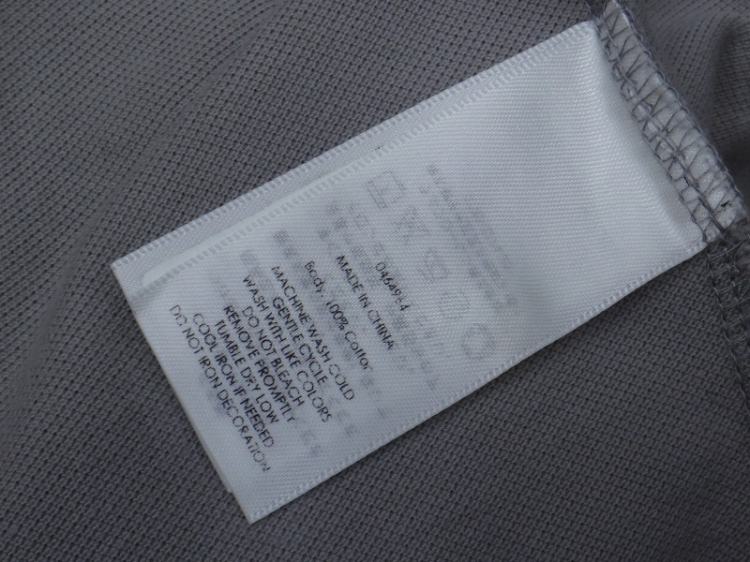 0464964
MADE IN CHINA
Body: 100% Cotton
MACHINE WASH COLD
GENTLE CYCLE
WASH WITH LIKE COLORS
DO NOT BLEACH
REMOVE PROMPTLY
TUMBLE DRY LOW
COOL IRON IF NEEDED
DO NOT IRON DECORATION